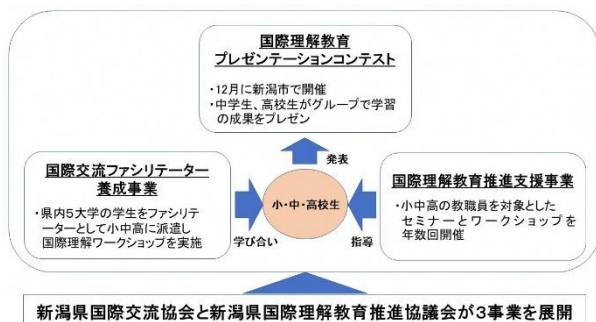 国際理解教育
プレゼンテーションコンテスト
・12月に新潟市で開催
・中学生、高校生がグループで学習
の成果をプレゼン
発表
国際交流ファシリテーター
養成事業
・県内5大学の学生をファシリテ
ーターとして小中高に派遣し
国際理解ワークショップを実施
学び合い
小・中・高校生
指導
国際理解教育推進支援事業
・小中高の教職員を対象とした
セミナーとワークショップを
年数回開催
新潟県国際交流協会と新潟県国際理解教育推進協議会が3事業を展開